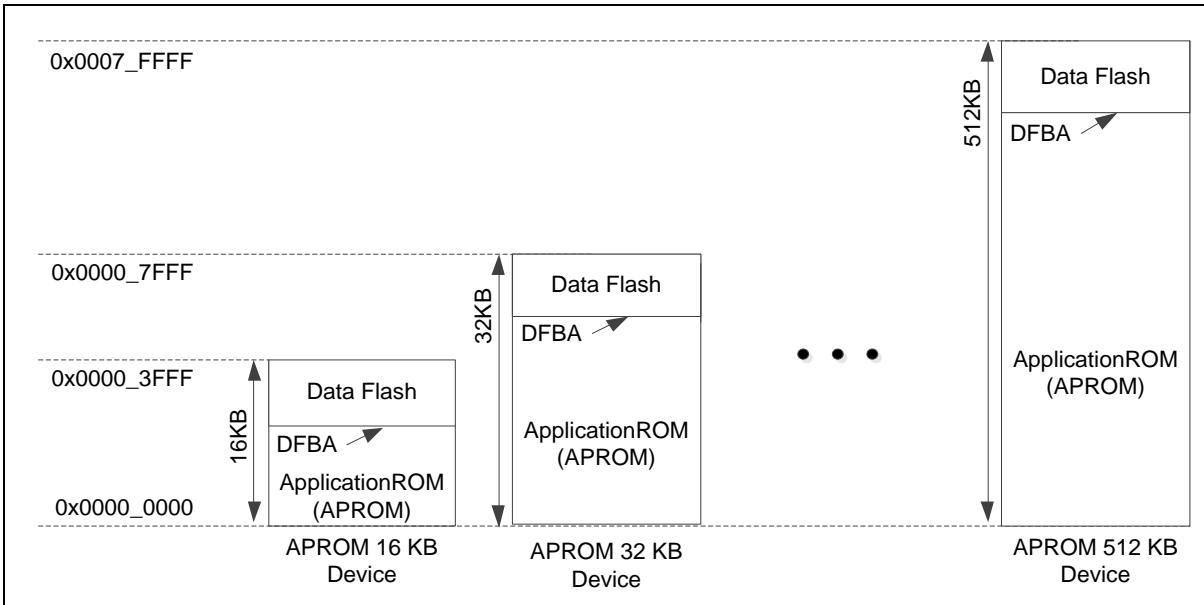 0x0007_FFFF
Data Flash
DFBA
512KB
0x0000_7FFF
Data Flash
DFBA
32KB
0x0000_3FFF
Data Flash
DFBA
16KB
ApplicationROM
(APROM)
ApplicationROM
(APROM)
ApplicationROM
(APROM)
0x0000_0000
APROM 16 KB
Device
APROM 32 KB
Device
APROM 512 KB
Device